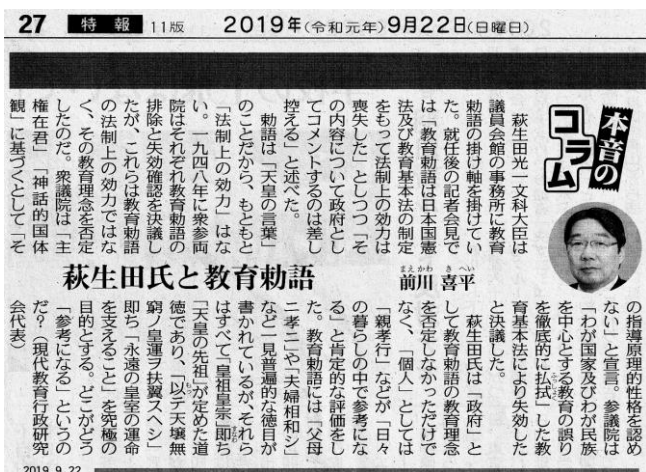 27 特報 11版 2019年(令和元年)9月22日(日曜日)
本音のコラム
萩生田氏と教育勅語
前川喜平
まえかわ きへい
萩生田光一文科大臣は
議員会館の事務所に教育
勅語の掛け軸を掛けてい
た。就任後の記者会見で
は「教育勅語は日本国憲
法及び教育基本法の制定
をもって法制上の効力は
喪失した」としつつ「そ
の内容について政府とし
てコメントするのは差し
控える」と述べた。
勅語は「天皇の言葉」
のことだから、もともと
「法制上の効力」はな
い。一九四八年に衆参両
院はそれぞれ教育勅語の
排除と失効確認を決議し
たが、これらは教育勅語
の法制上の効力ではな
く、その教育理念を否定
したのだ。衆議院は「主
権在君」「神話的国体
観」に基づくとして「そ
の指導原理的性格を認め
ない」と宣言。参議院は
「わが国家及びわが民族
を中心とする教育の誤り
を徹底的に払拭」した教
育基本法により失効した
と決議した。
萩生田氏は「政府」と
して教育勅語の教育理念
を否定しなかっただけで
なく、「個人」としては
「親孝行」などが「日々
の暮らしの中で参考にな
る」と肯定的な評価をし
た。教育勅語には「父母
ニ孝ニ」や「夫婦相和シ」
など一見普遍的な徳目が
書かれているが、それら
はすべて「皇祖皇宗」即ち
「天皇の先祖」が定めた道
徳であり、「以テ天壌無
窮ノ皇運ヲ扶翼スヘシ」
即ち「永遠の皇室の運命
を支えること」を究極の
目的とする。どこがどう
「参考になる」というの
だ?(現代教育行政研究
会代表)
2019.9.22